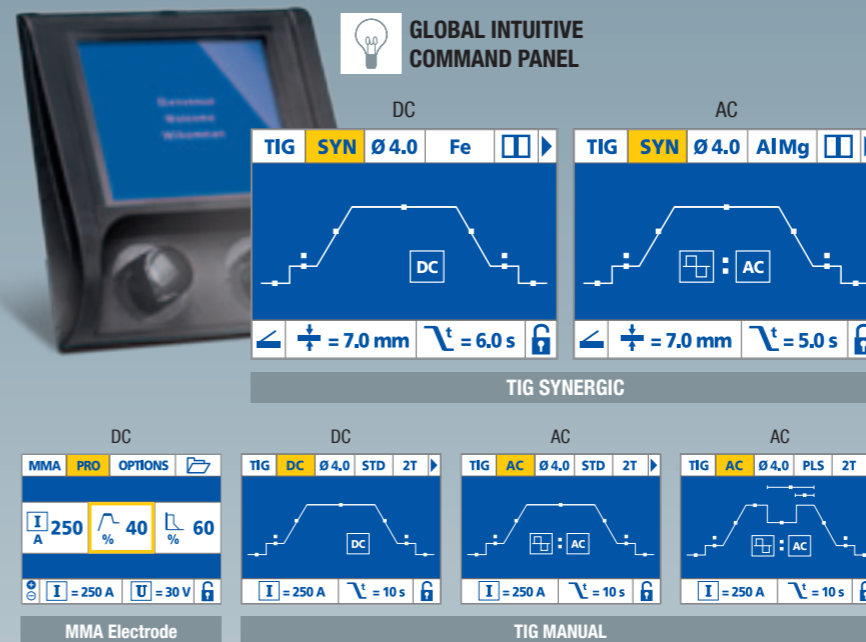 GLOBAL INTUITIVE
COMMAND PANEL
Bienvenue
Welcome
Wilkommen
DC
TIG SYN Ø 4.0 Fe
DC
t = 7.0 mm t = 6.0 s
AC
TIG SYN Ø 4.0 AlMg
: AC
= 7.0 mm t = 5.0 s
TIG SYNERGIC
DC
MMA PRO OPTIONS
I A 250 % 40 % 60
I = 250 A U = 30 V
MMA Electrode
DC
TIG DC Ø 4.0 STD 2T
DC
I = 250 A t = 10 s
AC
TIG AC Ø 4.0 STD 2T
: AC
I = 250 A t = 10 s
AC
TIG AC Ø 4.0 PLS 2T
: AC
I = 250 A t = 10 s
TIG MANUAL